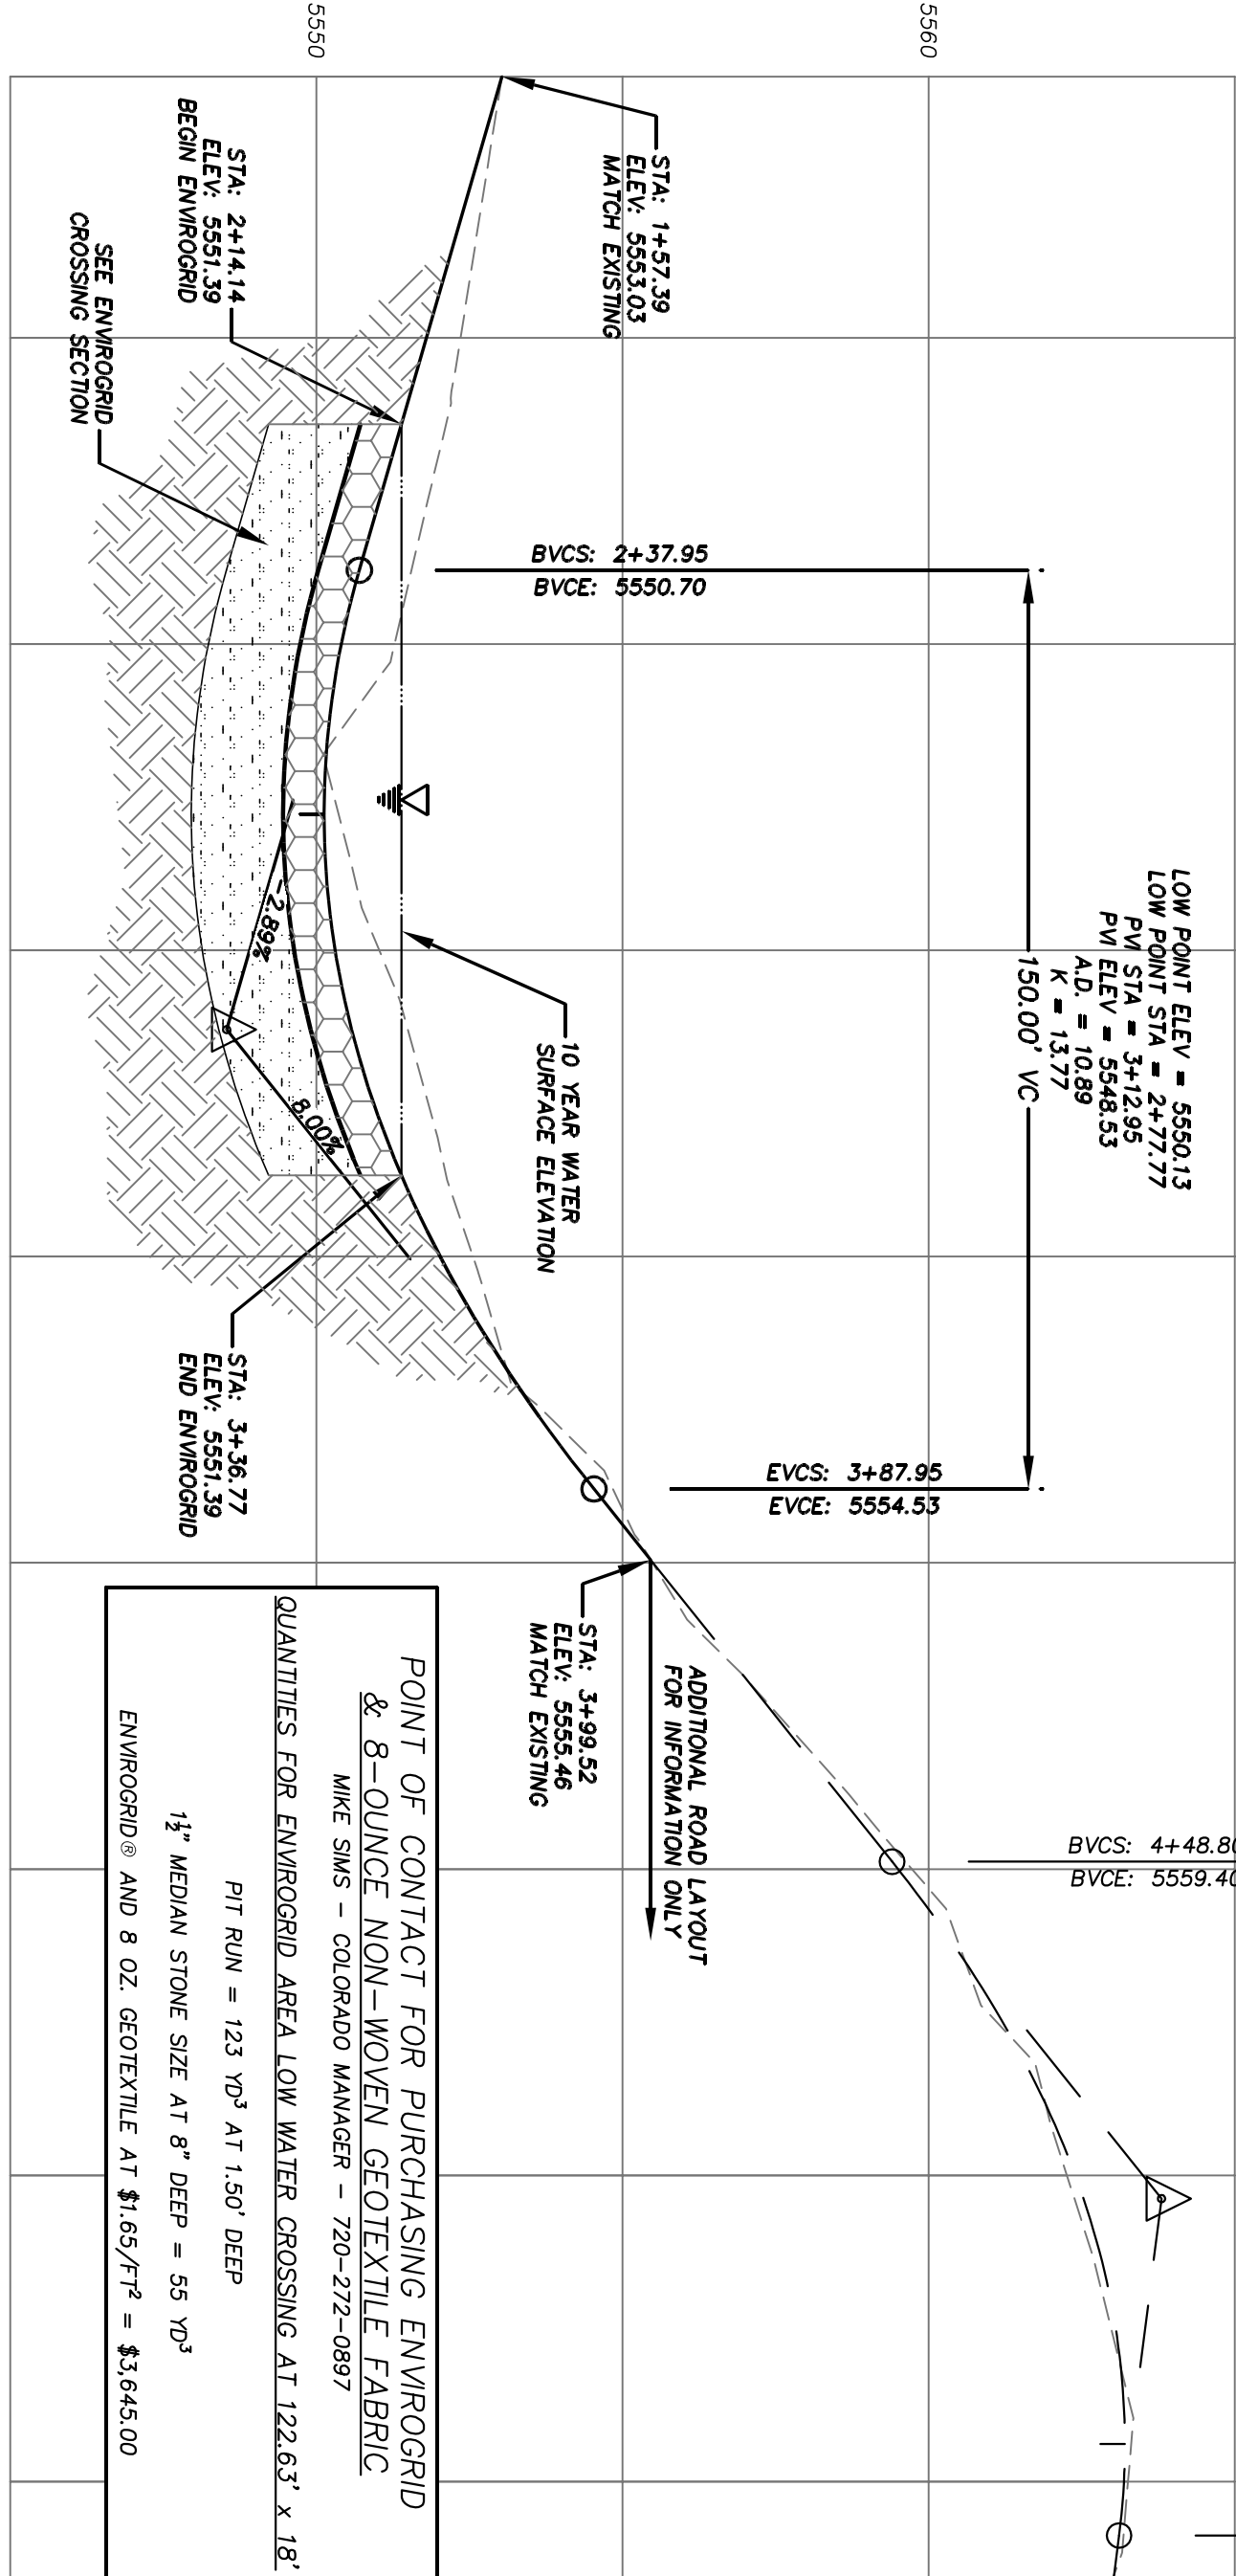 5550
5560
STA: 1+57.39
ELEV: 5553.03
MATCH EXISTING
STA: 2+14.14
ELEV: 5551.39
BEGIN ENVIROGRID
SEE ENVIROGRID
CROSSING SECTION
BVCS: 2+37.95
BVCE: 5550.70
LOW POINT ELEV = 5550.13
LOW POINT STA = 2+77.77
PVI STA = 3+12.95
PVI ELEV = 5548.53
A.D. = 10.89
K = 13.77
150.00' VC
-2.89%
8.00%
10 YEAR WATER
SURFACE ELEVATION
STA: 3+36.77
ELEV: 5551.39
END ENVIROGRID
EVCS: 3+87.95
EVCE: 5554.53
STA: 3+99.52
ELEV: 5555.46
MATCH EXISTING
ADDITIONAL ROAD LAYOUT
FOR INFORMATION ONLY
BVCS: 4+48.80
BVCE: 5559.40
POINT OF CONTACT FOR PURCHASING ENVIROGRID
& 8-OUNCE NON-WOVEN GEOTEXTILE FABRIC
MIKE SIMS - COLORADO MANAGER - 720-272-0897
QUANTITIES FOR ENVIROGRID AREA LOW WATER CROSSING AT 122.63' x 18'
PIT RUN = 123 YD³ AT 1.50' DEEP
1½" MEDIAN STONE SIZE AT 8" DEEP = 55 YD³
ENVIROGRID® AND 8 OZ. GEOTEXTILE AT $1.65/FT² = $3,645.00